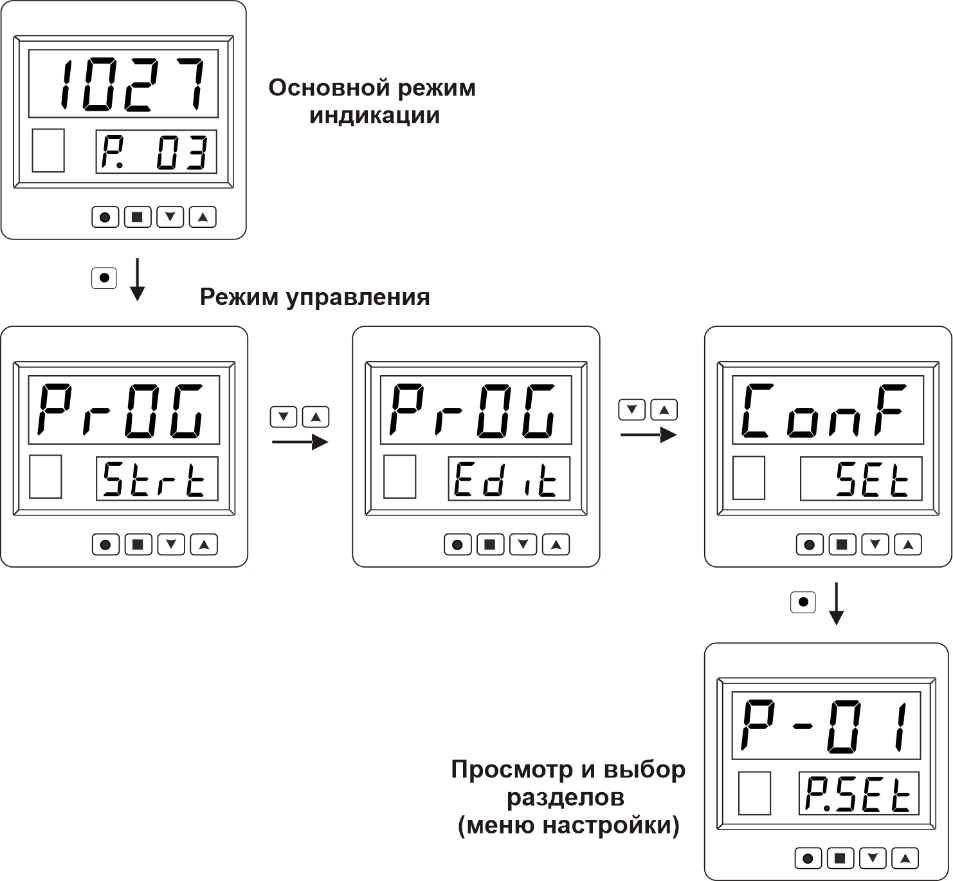 1027
Основной режим
индикации
P. 03
Режим управления
PrOG
PrOG
ConF
Strt
Edit
SEt
P-01
Просмотр и выбор
разделов
(меню настройки)
P.SEt